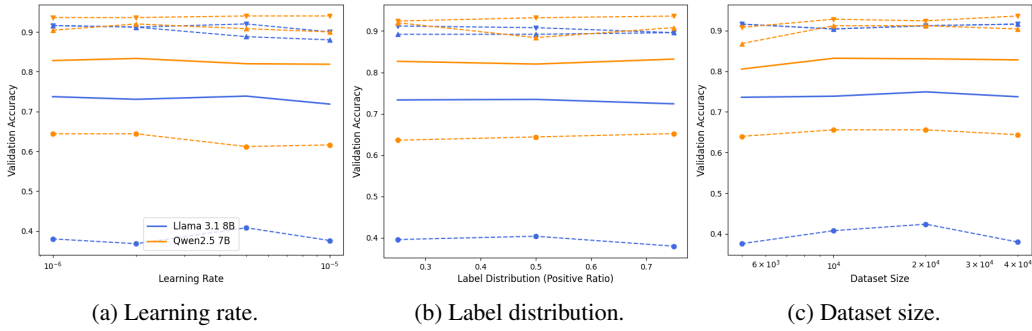 Validation Accuracy
0.9
0.8
0.7
0.6
0.5
0.4
Llama 3.1 8B
Qwen2.5 7B
10⁻⁶
10⁻⁵
Learning Rate
(a) Learning rate.
Validation Accuracy
0.9
0.8
0.7
0.6
0.5
0.4
0.3
0.4
0.5
0.6
0.7
Label Distribution (Positive Ratio)
(b) Label distribution.
Validation Accuracy
0.9
0.8
0.7
0.6
0.5
0.4
6 × 10³
10⁴
2 × 10⁴
3 × 10⁴
4 × 10⁴
Dataset Size
(c) Dataset size.